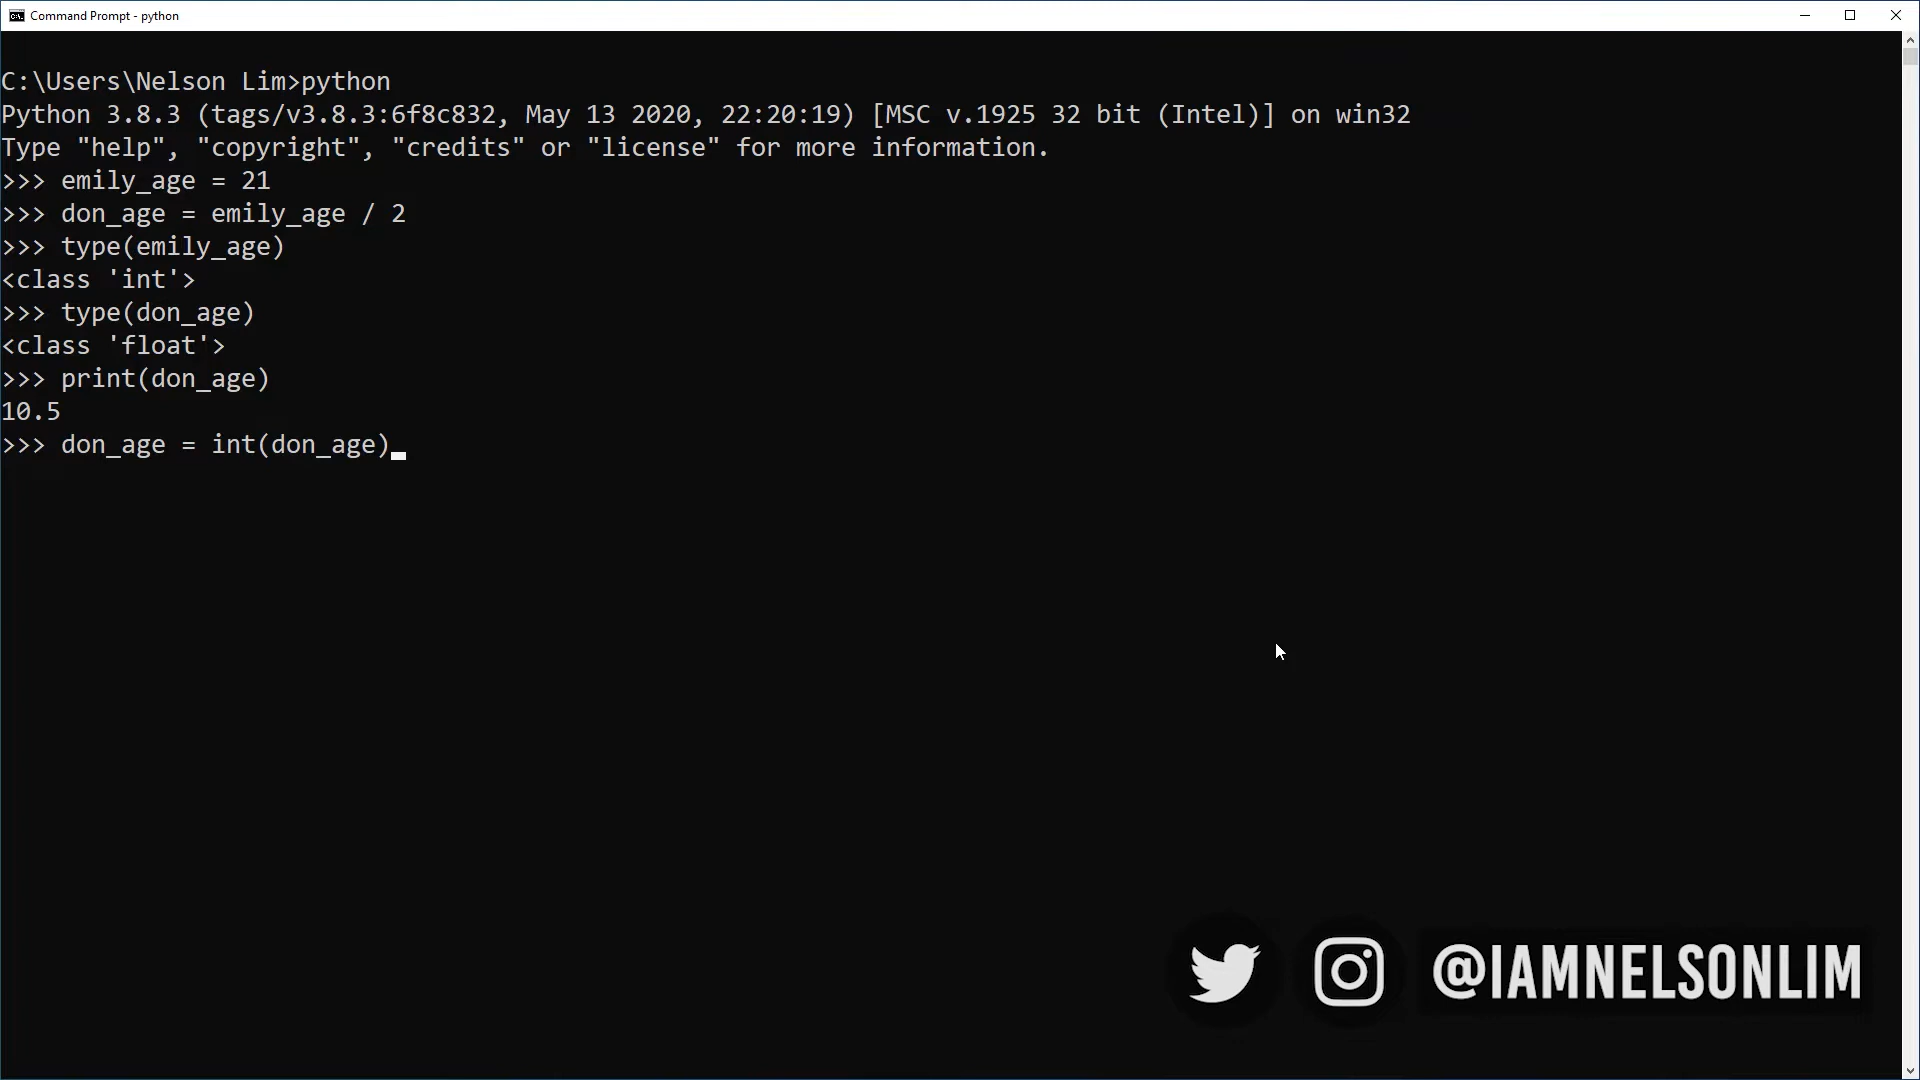 Command Prompt - python
C:\Users\Nelson Lim>python
Python 3.8.3 (tags/v3.8.3:6f8c832, May 13 2020, 22:20:19) [MSC v.1925 32 bit (Intel)] on win32
Type "help", "copyright", "credits" or "license" for more information.
>>> emily_age = 21
>>> don_age = emily_age / 2
>>> type(emily_age)
<class 'int'>
>>> type(don_age)
<class 'float'>
>>> print(don_age)
10.5
>>> don_age = int(don_age)
@IAMNELSONLIM